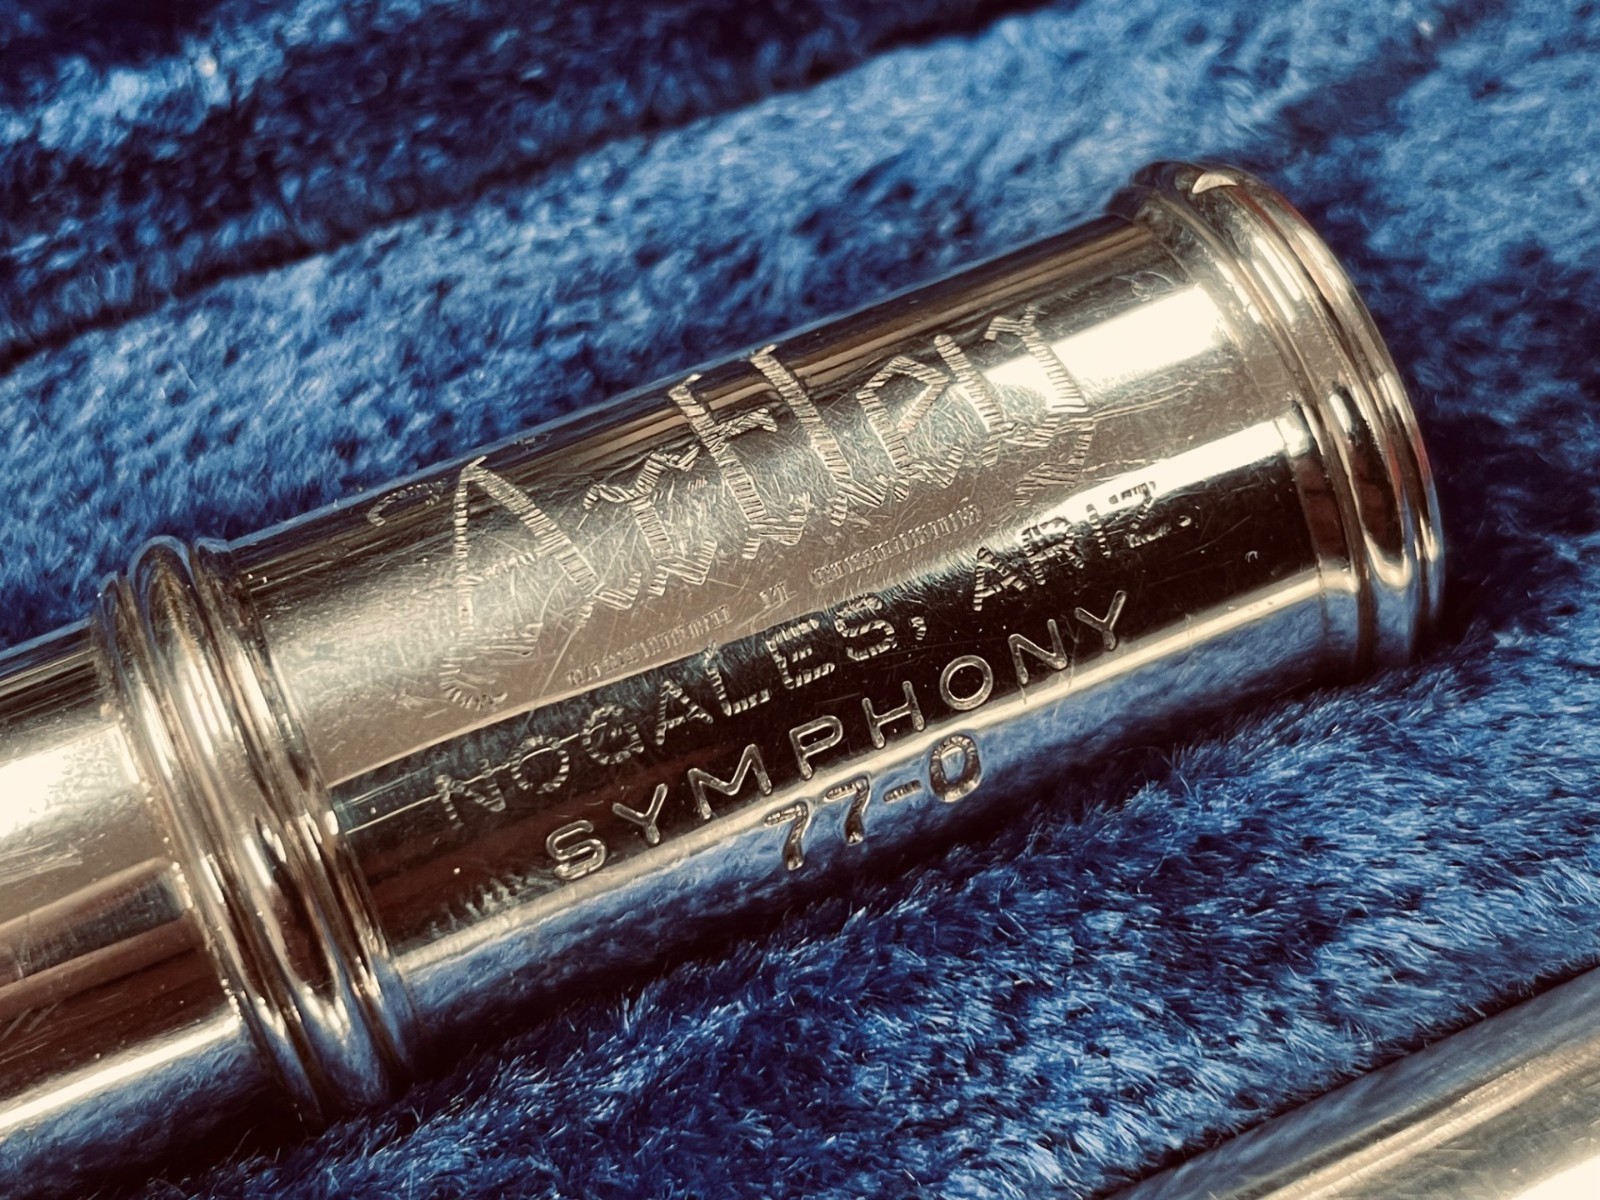 Artley
NOGALES, ARIZ.
SYMPHONY
77-0